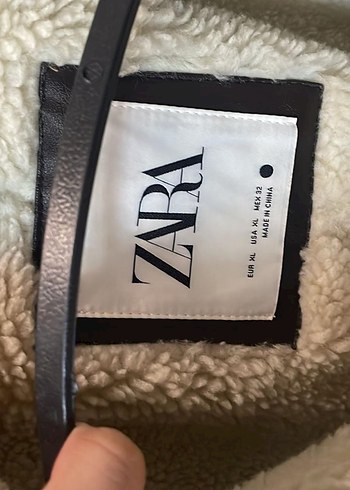 ZARA
EUR XL USA XL MEX 32
MADE IN CHINA